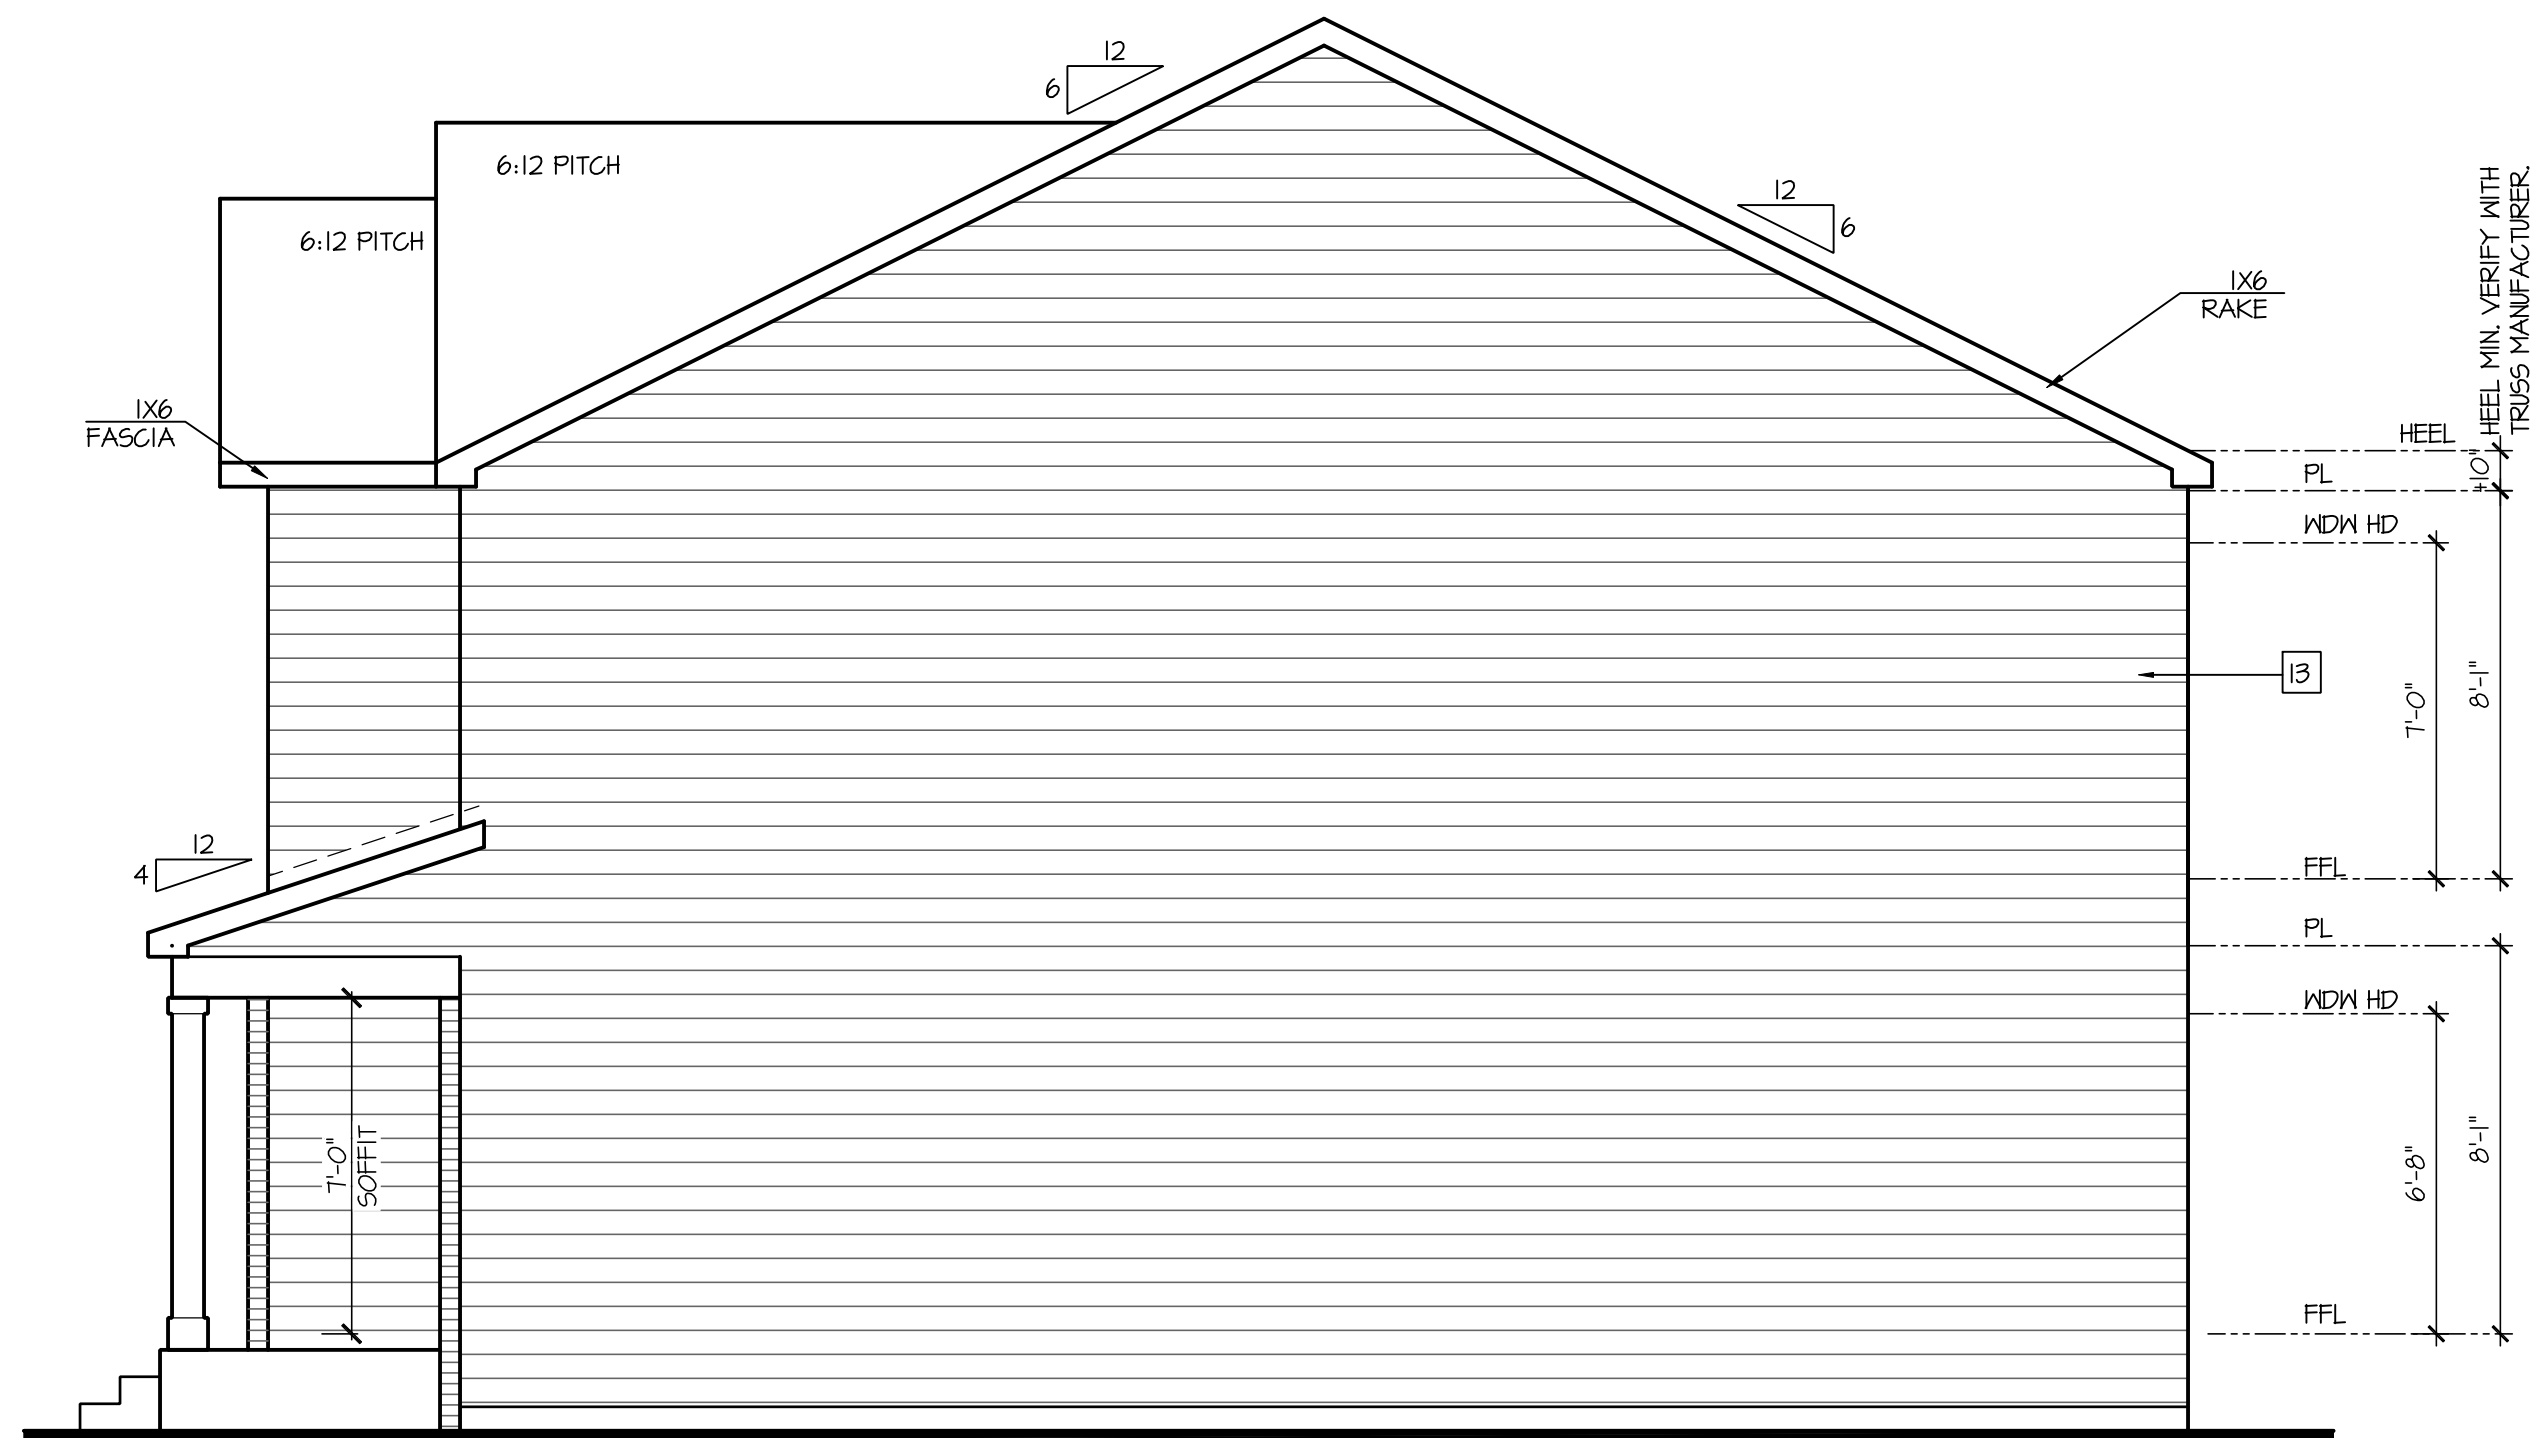 12
6
6:12 PITCH
6:12 PITCH
12
6
1X6
RAKE
HEEL MIN. VERIFY WITH
TRUSS MANUFACTURER.
1X6
FASCIA
HEEL
+10"
PL
WDW HD
13
7'-0"
8'-1"
12
4
FFL
PL
WDW HD
7'-0"
SOFFIT
6'-8"
8'-1"
FFL